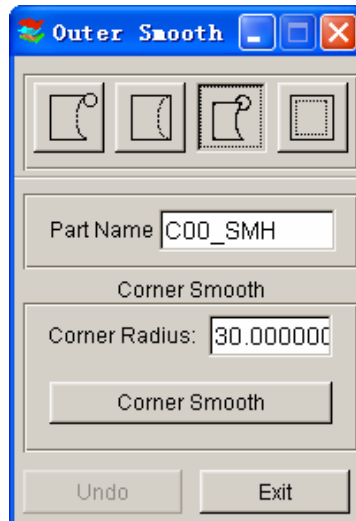 Outer Smooth
Part Name C00_SMH
Corner Smooth
Corner Radius: 30.000000
Corner Smooth
Undo Exit